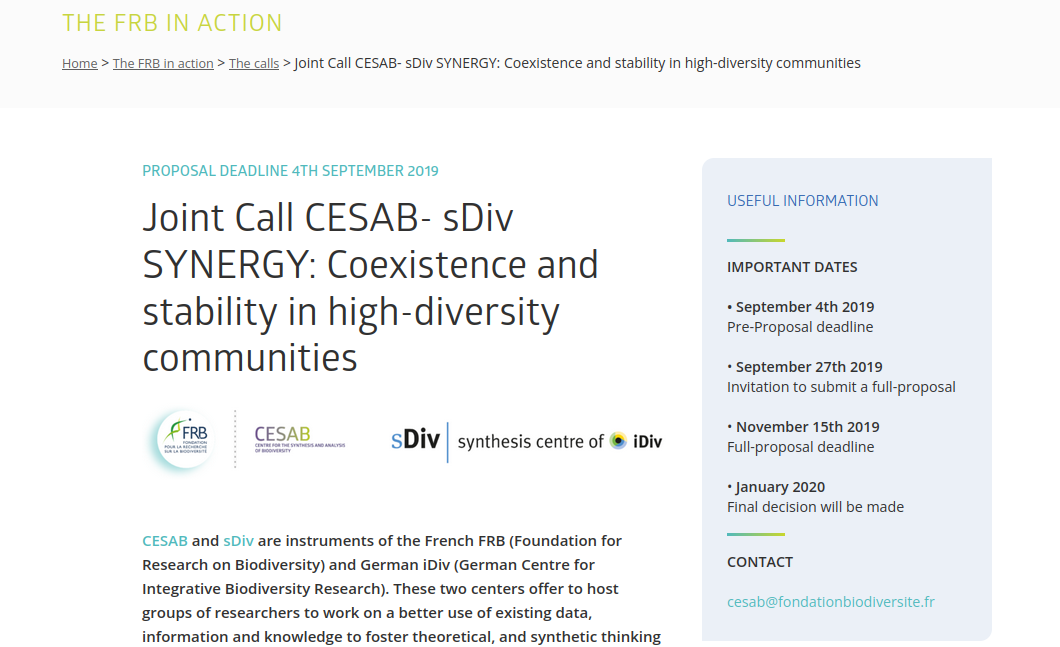 THE FRB IN ACTION
Home > The FRB in action > The calls > Joint Call CESAB- sDiv SYNERGY: Coexistence and stability in high-diversity communities
PROPOSAL DEADLINE 4TH SEPTEMBER 2019
Joint Call CESAB- sDiv
SYNERGY: Coexistence and
stability in high-diversity
communities
FRB
FONDATION
POUR LA RECHERCHE
SUR LA BIODIVERSITÉ
CESAB
CENTRE FOR THE SYNTHESIS AND ANALYSIS
OF BIODIVERSITY
sDiv synthesis centre of iDiv
CESAB and sDiv are instruments of the French FRB (Foundation for
Research on Biodiversity) and German iDiv (German Centre for
Integrative Biodiversity Research). These two centers offer to host
groups of researchers to work on a better use of existing data,
information and knowledge to foster theoretical, and synthetic thinking
USEFUL INFORMATION
IMPORTANT DATES
• September 4th 2019
Pre-Proposal deadline
• September 27th 2019
Invitation to submit a full-proposal
• November 15th 2019
Full-proposal deadline
• January 2020
Final decision will be made
CONTACT
cesab@fondationbiodiversite.fr